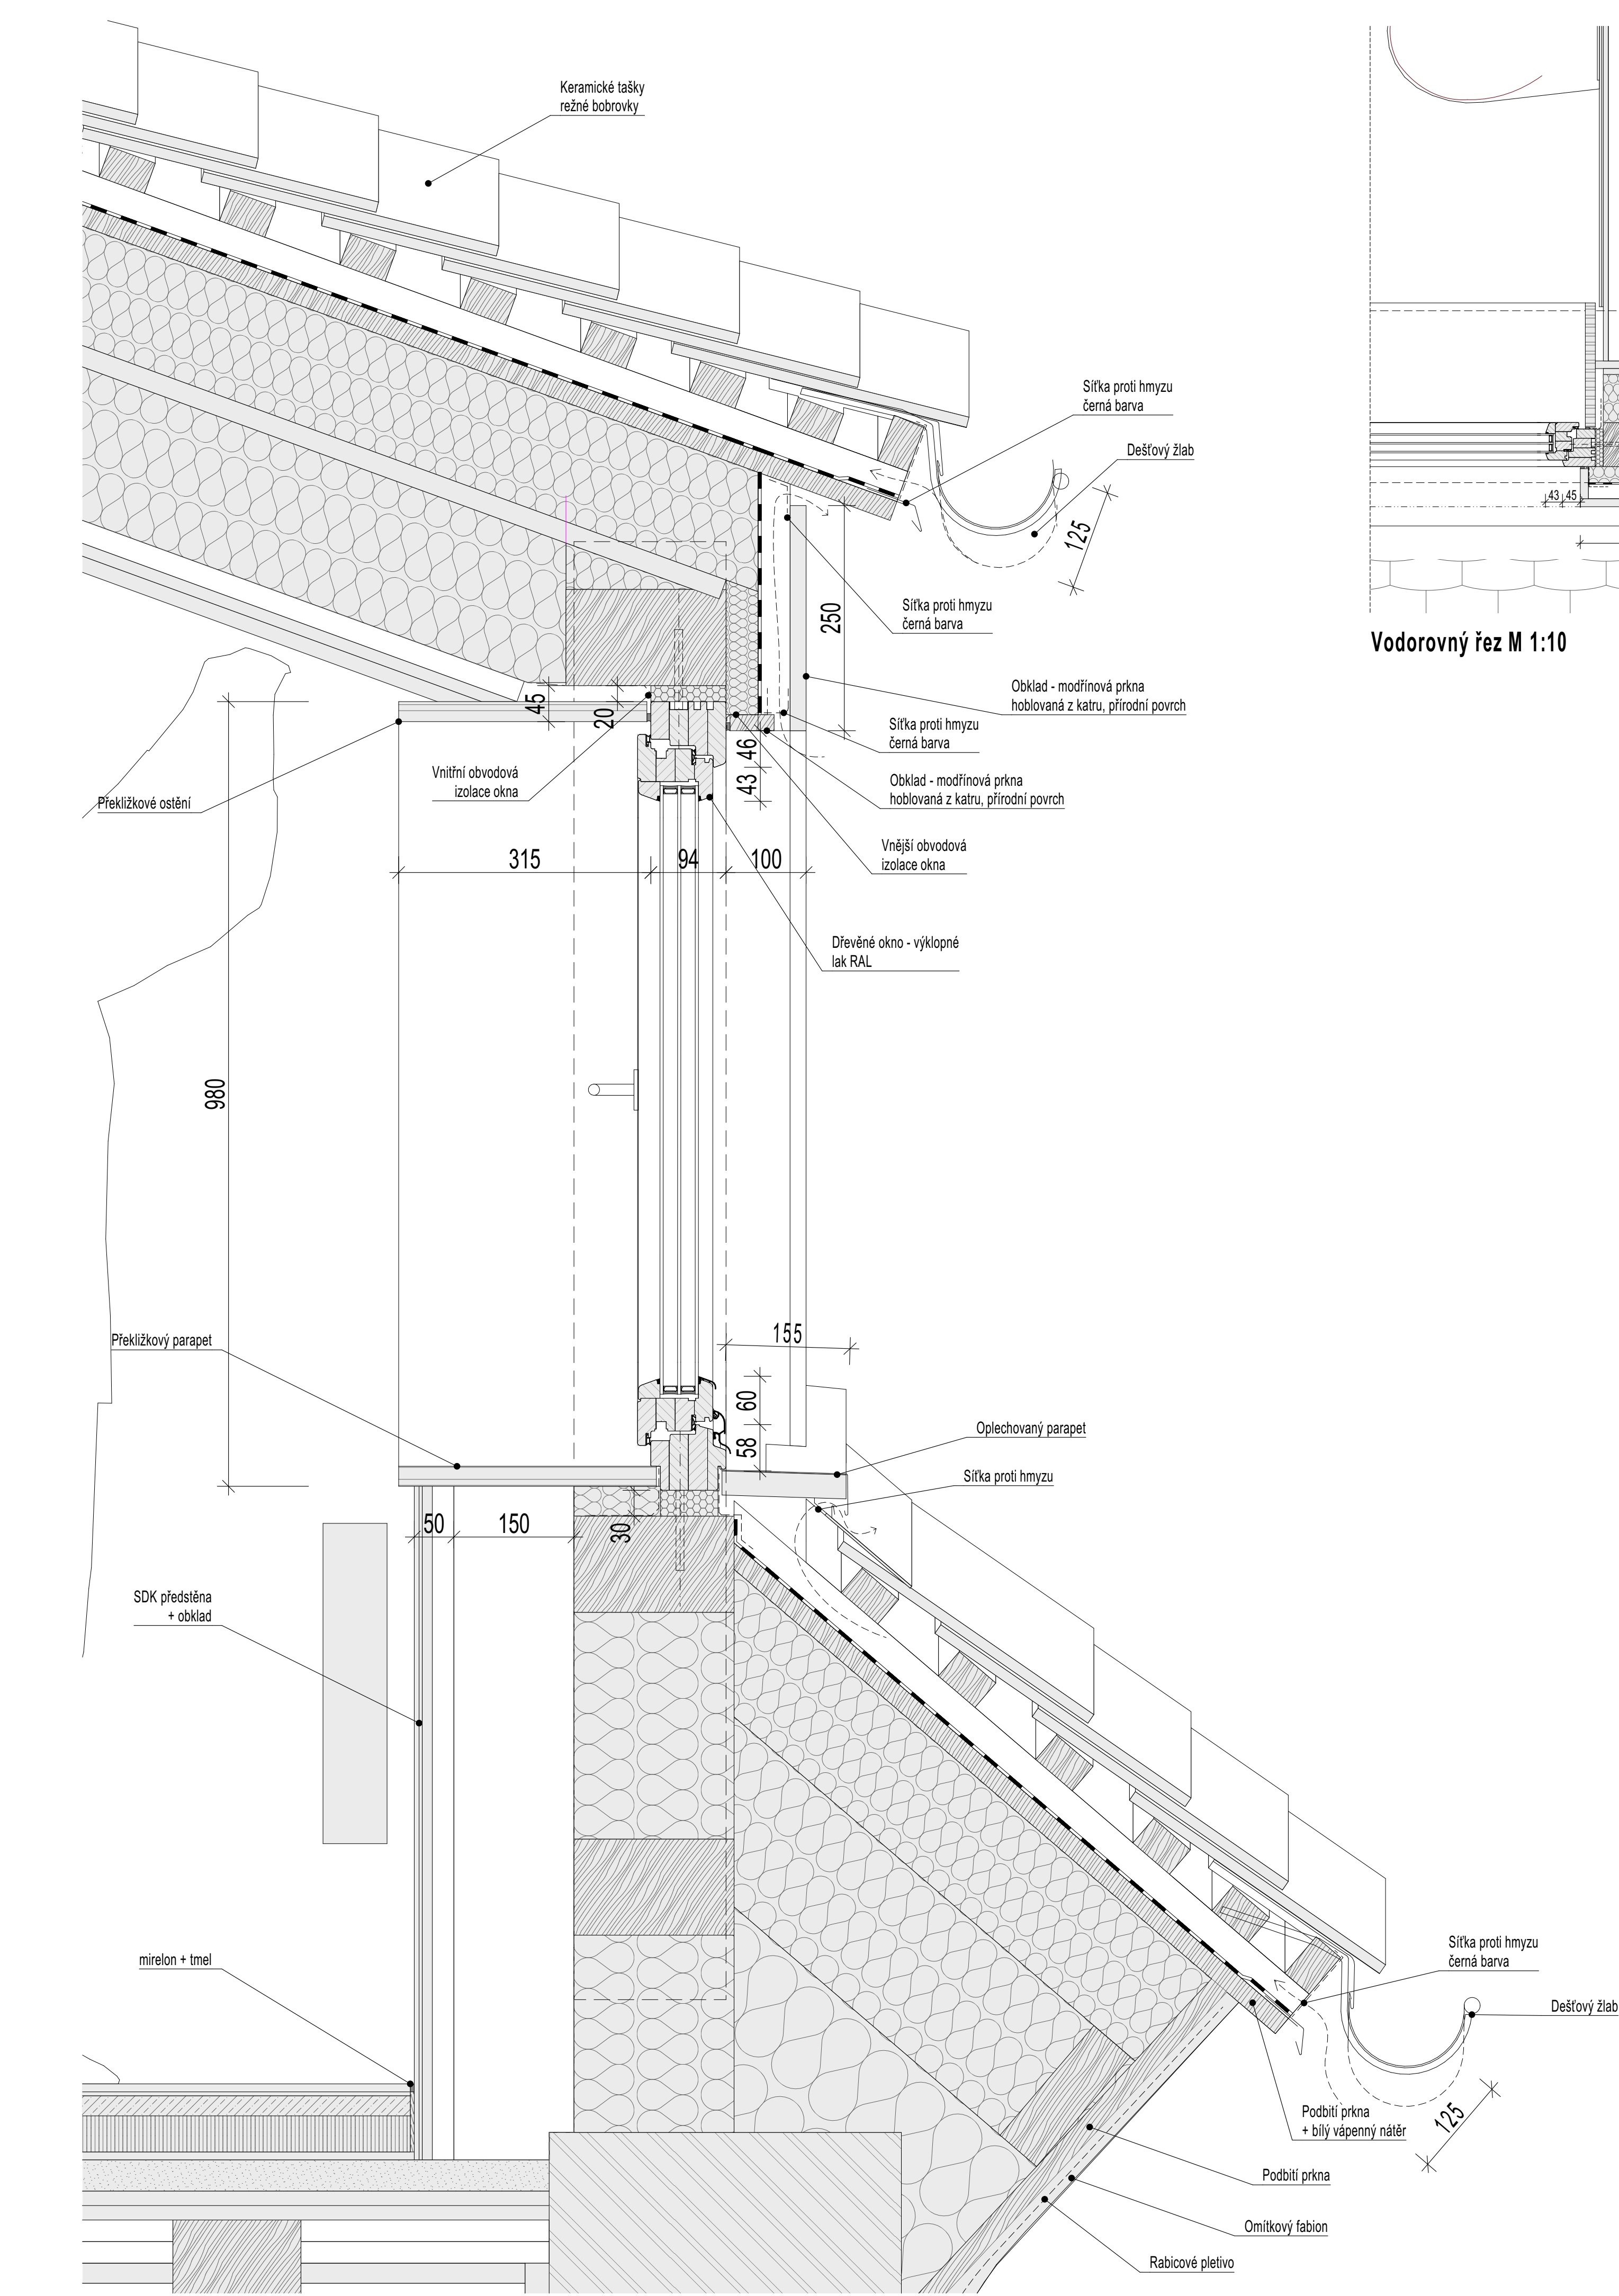 Keramické tašky
režné bobrovky
Síťka proti hmyzu
černá barva
Dešťový žlab
125
43 45
Vodorovný řez M 1:10
250
Síťka proti hmyzu
černá barva
Obklad - modřínová prkna
hoblovaná z katru, přírodní povrch
45
20
Síťka proti hmyzu
černá barva
46
43
Vnitřní obvodová
izolace okna
Obklad - modřínová prkna
hoblovaná z katru, přírodní povrch
Překližkové ostění
Vnější obvodová
izolace okna
315
94
100
Dřevěné okno - výklopné
lak RAL
980
Překližkový parapet
155
60
58
Oplechovaný parapet
Síťka proti hmyzu
50
150
30
SDK předstěna
+ obklad
mirelon + tmel
Síťka proti hmyzu
černá barva
Dešťový žlab
125
Podbití prkna
+ bílý vápenný nátěr
Podbití prkna
Omítkový fabion
Rabicové pletivo